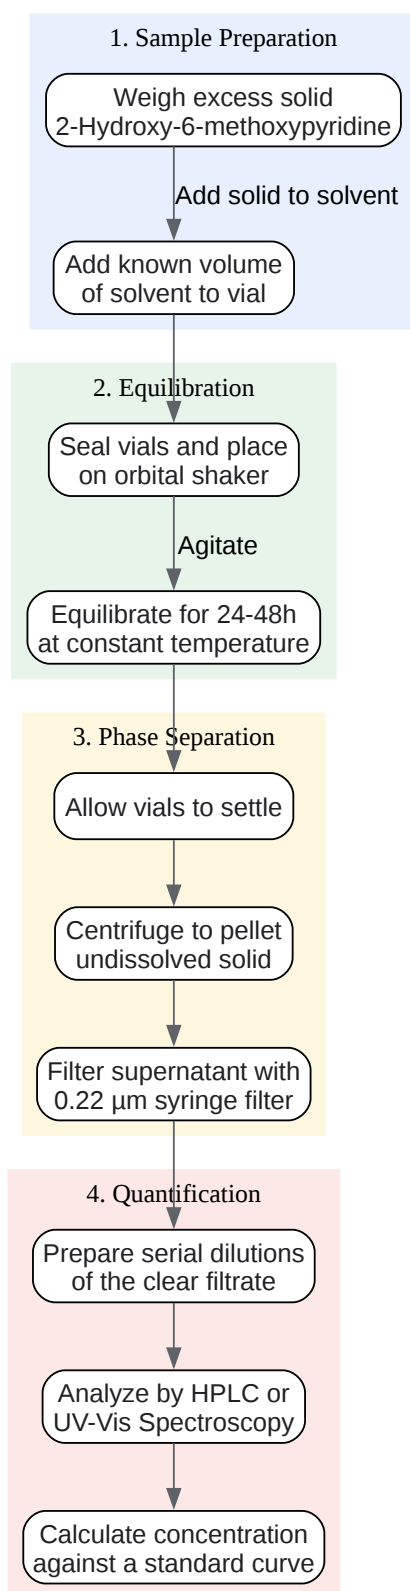 1. Sample Preparation
Weigh excess solid
2-Hydroxy-6-methoxypyridine
Add solid to solvent
Add known volume
of solvent to vial
2. Equilibration
Seal vials and place
on orbital shaker
Agitate
Equilibrate for 24-48h
at constant temperature
3. Phase Separation
Allow vials to settle
Centrifuge to pellet
undissolved solid
Filter supernatant with
0.22 µm syringe filter
4. Quantification
Prepare serial dilutions
of the clear filtrate
Analyze by HPLC or
UV-Vis Spectroscopy
Calculate concentration
against a standard curve